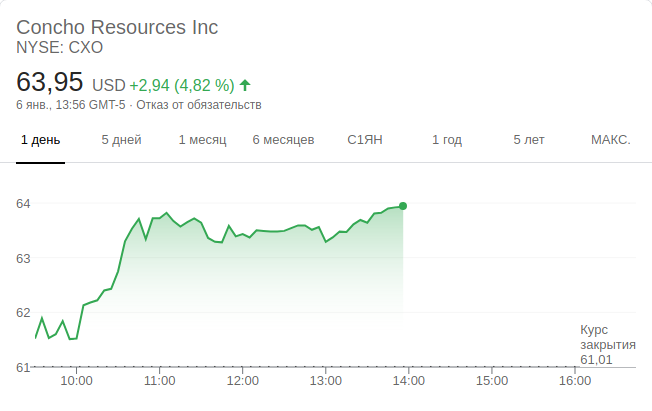 Concho Resources Inc
NYSE: CXO
63,95 USD +2,94 (4,82 %)
6 янв., 13:56 GMT-5 · Отказ от обязательств
1 день 5 дней 1 месяц 6 месяцев С1ЯН 1 год 5 лет МАКС.
64
63
62
Курс
закрытия
61,01
61
10:00 11:00 12:00 13:00 14:00 15:00 16:00